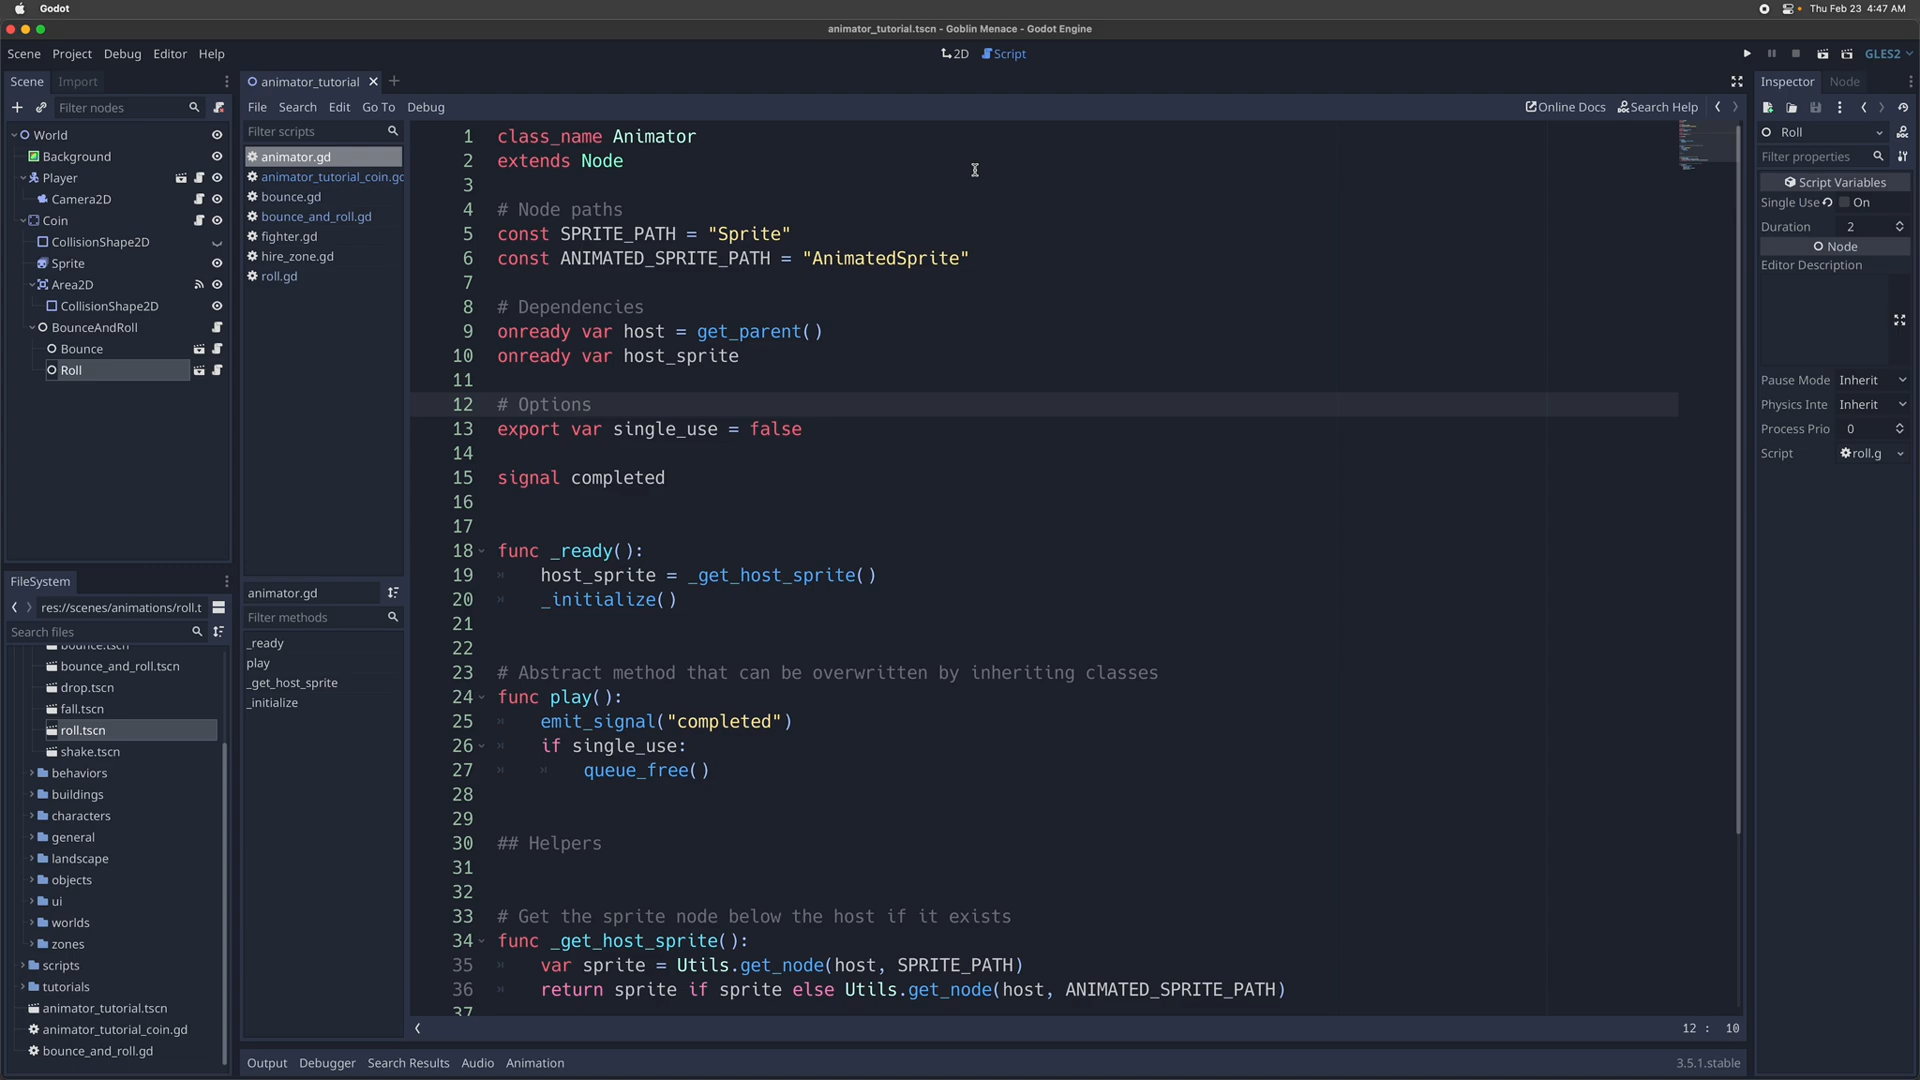 Godot
Thu Feb 23 4:47 AM
animator_tutorial.tscn - Goblin Menace - Godot Engine
Scene Project Debug Editor Help
2D Script
GLES2
Scene Import
Filter nodes
World
Background
Player
Camera2D
Coin
CollisionShape2D
Sprite
Area2D
CollisionShape2D
BounceAndRoll
Bounce
Roll
FileSystem
res://scenes/animations/roll.t
Search files
bounce.tscn
bounce_and_roll.tscn
drop.tscn
fall.tscn
roll.tscn
shake.tscn
behaviors
buildings
characters
general
landscape
objects
ui
worlds
zones
scripts
tutorials
animator_tutorial.tscn
animator_tutorial_coin.gd
bounce_and_roll.gd
animator_tutorial
File Search Edit Go To Debug
Online Docs Search Help
Filter scripts
animator.gd
animator_tutorial_coin.gd
bounce.gd
bounce_and_roll.gd
fighter.gd
hire_zone.gd
roll.gd
animator.gd
Filter methods
_ready
play
_get_host_sprite
_initialize
1 class_name Animator
2 extends Node
3
4 # Node paths
5 const SPRITE_PATH = "Sprite"
6 const ANIMATED_SPRITE_PATH = "AnimatedSprite"
7
8 # Dependencies
9 onready var host = get_parent()
10 onready var host_sprite
11
12 # Options
13 export var single_use = false
14
15 signal completed
16
17
18 func _ready():
19 host_sprite = _get_host_sprite()
20 _initialize()
21
22
23 # Abstract method that can be overwritten by inheriting classes
24 func play():
25 emit_signal("completed")
26 if single_use:
27 queue_free()
28
29
30 ## Helpers
31
32
33 # Get the sprite node below the host if it exists
34 func _get_host_sprite():
35 var sprite = Utils.get_node(host, SPRITE_PATH)
36 return sprite if sprite else Utils.get_node(host, ANIMATED_SPRITE_PATH)
37
12 : 10
Output Debugger Search Results Audio Animation
3.5.1.stable
Inspector Node
Roll
Filter properties
Script Variables
Single Use On
Duration 2
Node
Editor Description
Pause Mode Inherit
Physics Inte Inherit
Process Prio 0
Script roll.g